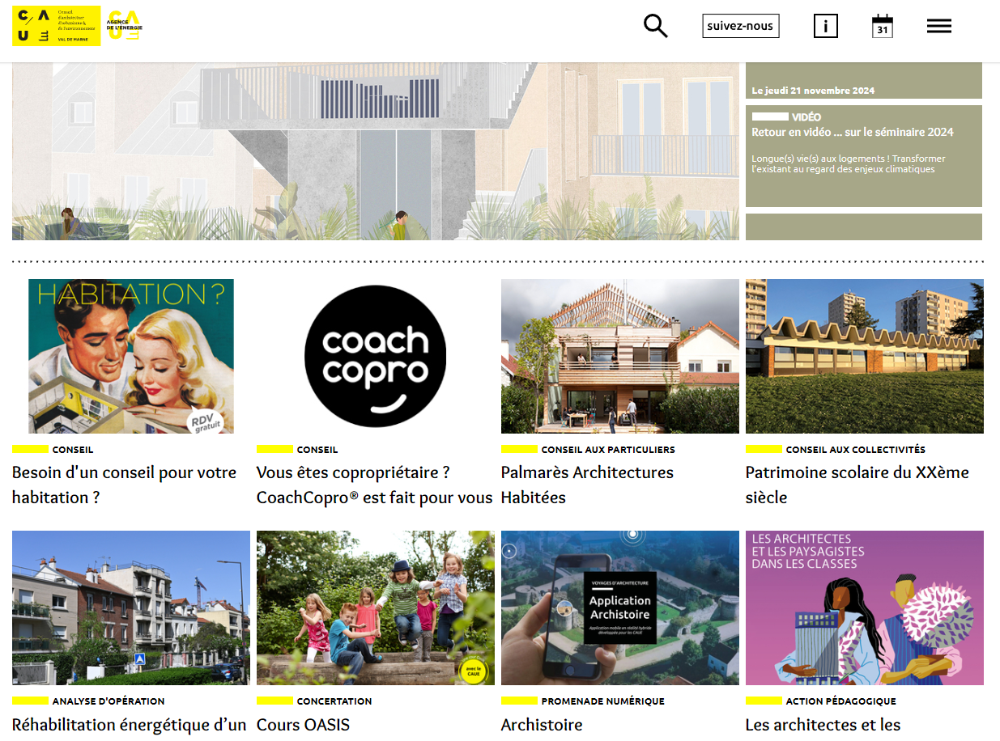 C A U E
Conseil
d'architecture
d'urbanisme &
de l'environnement
VAL DE MARNE
CAUE
AGENCE
DE L'ÉNERGIE
suivez-nous
i
31
Le jeudi 21 novembre 2024
VIDÉO
Retour en vidéo ... sur le séminaire 2024
Longue(s) vie(s) aux logements ! Transformer
l'existant au regard des enjeux climatiques
HABITATION ?
RDV
gratuit
coach
copro
CONSEIL
Besoin d'un conseil pour votre
habitation ?
CONSEIL
Vous êtes copropriétaire ?
CoachCopro® est fait pour vous
CONSEIL AUX PARTICULIERS
Palmarès Architectures
Habitées
CONSEIL AUX COLLECTIVITÉS
Patrimoine scolaire du XXème
siècle
avec le
CAUE
VOYAGES D'ARCHITECTURE
Application
Archistoire
Application mobile en réalité hybride
développée pour les CAUE
LES ARCHITECTES
ET LES PAYSAGISTES
DANS LES CLASSES
ANALYSE D'OPÉRATION
Réhabilitation énergétique d’un
CONCERTATION
Cours OASIS
PROMENADE NUMÉRIQUE
Archistoire
ACTION PÉDAGOGIQUE
Les architectes et les